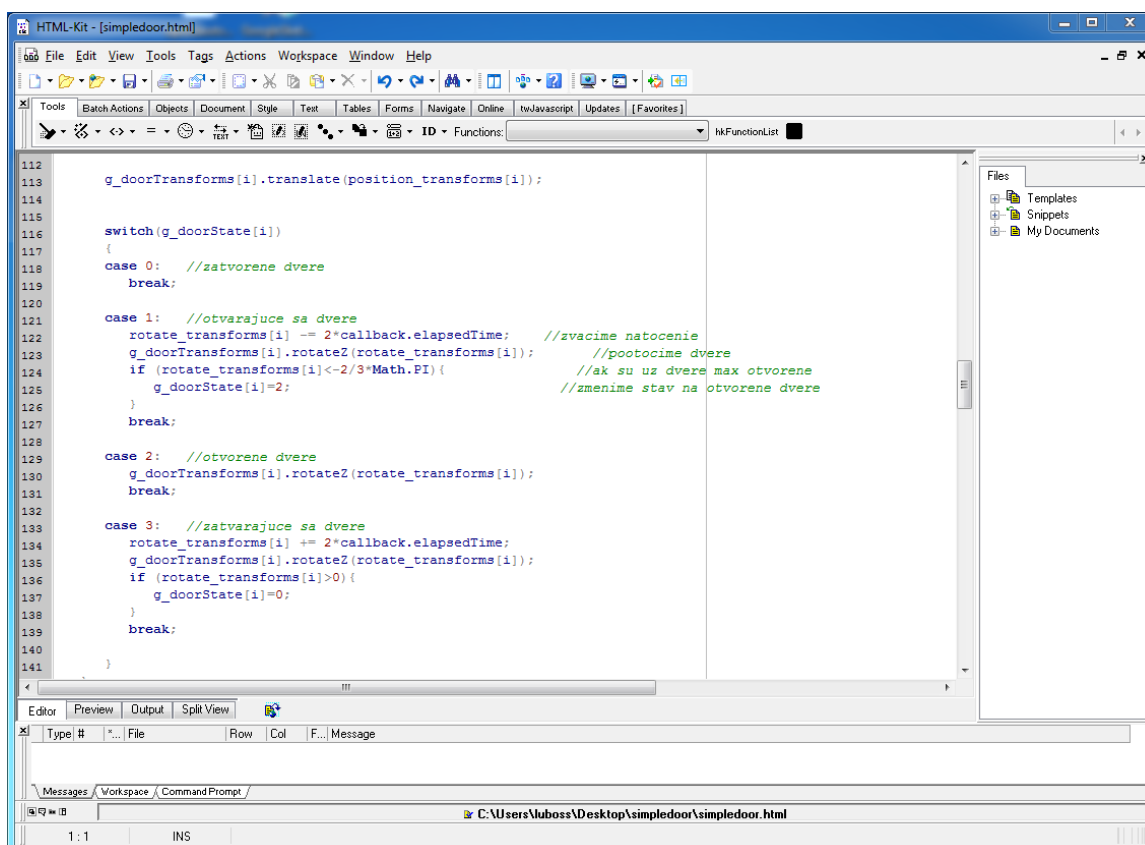 HTML-Kit - [simpledoor.html]
File Edit View Tools Tags Actions Workspace Window Help
Tools Batch Actions Objects Document Style Text Tables Forms Navigate Online twJavascript Updates [Favorites]
TEXT ID Functions: hkFunctionList
112
113 g_doorTransforms[i].translate(position_transforms[i]);
114
115
116 switch(g_doorState[i])
117 {
118 case 0: //zatvorene dvere
119 break;
120
121 case 1: //otvarajuce sa dvere
122 rotate_transforms[i] -= 2*callback.elapsedTime; //zvacime natocenie
123 g_doorTransforms[i].rotateZ(rotate_transforms[i]); //pootocime dvere
124 if (rotate_transforms[i]<-2/3*Math.PI){ //ak su uz dvere max otvorene
125 g_doorState[i]=2; //zmenime stav na otvorene dvere
126 }
127 break;
128
129 case 2: //otvorene dvere
130 g_doorTransforms[i].rotateZ(rotate_transforms[i]);
131 break;
132
133 case 3: //zatvarajuce sa dvere
134 rotate_transforms[i] += 2*callback.elapsedTime;
135 g_doorTransforms[i].rotateZ(rotate_transforms[i]);
136 if (rotate_transforms[i]>0){
137 g_doorState[i]=0;
138 }
139 break;
140
141 }
Files
Templates
Snippets
My Documents
Editor Preview Output Split View
Type # *... File Row Col F... Message
Messages Workspace Command Prompt
C:\Users\luboss\Desktop\simpledoor\simpledoor.html
1 : 1 INS